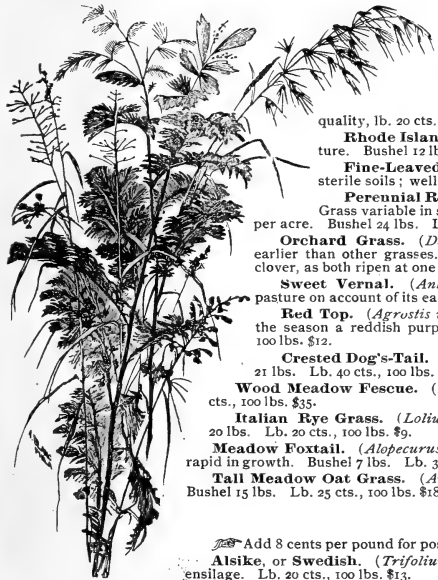 quality, lb. 20 cts.
Rhode Islan
ture. Bushel 12 lb
Fine-Leaved
sterile soils; well
Perennial R
Grass variable in s
per acre. Bushel 24 lbs. L
Orchard Grass. (D
earlier than other grasses.
clover, as both ripen at one
Sweet Vernal. (An
pasture on account of its ea
Red Top. (Agrostis
the season a reddish purp
100 lbs. $12.
Crested Dog's-Tail.
21 lbs. Lb. 40 cts., 100 lbs.
Wood Meadow Fescue. (
cts., 100 lbs. $35.
Italian Rye Grass. (Loliu
20 lbs. Lb. 20 cts., 100 lbs. $9.
Meadow Foxtail. (Alopecurus
rapid in growth. Bushel 7 lbs. Lb. 3
Tall Meadow Oat Grass. (A
Bushel 15 lbs. Lb. 25 cts., 100 lbs. $18
Add 8 cents per pound for pos
Alsike, or Swedish. (Trifoliu
ensilage. Lb. 20 cts., 100 lbs. $13.